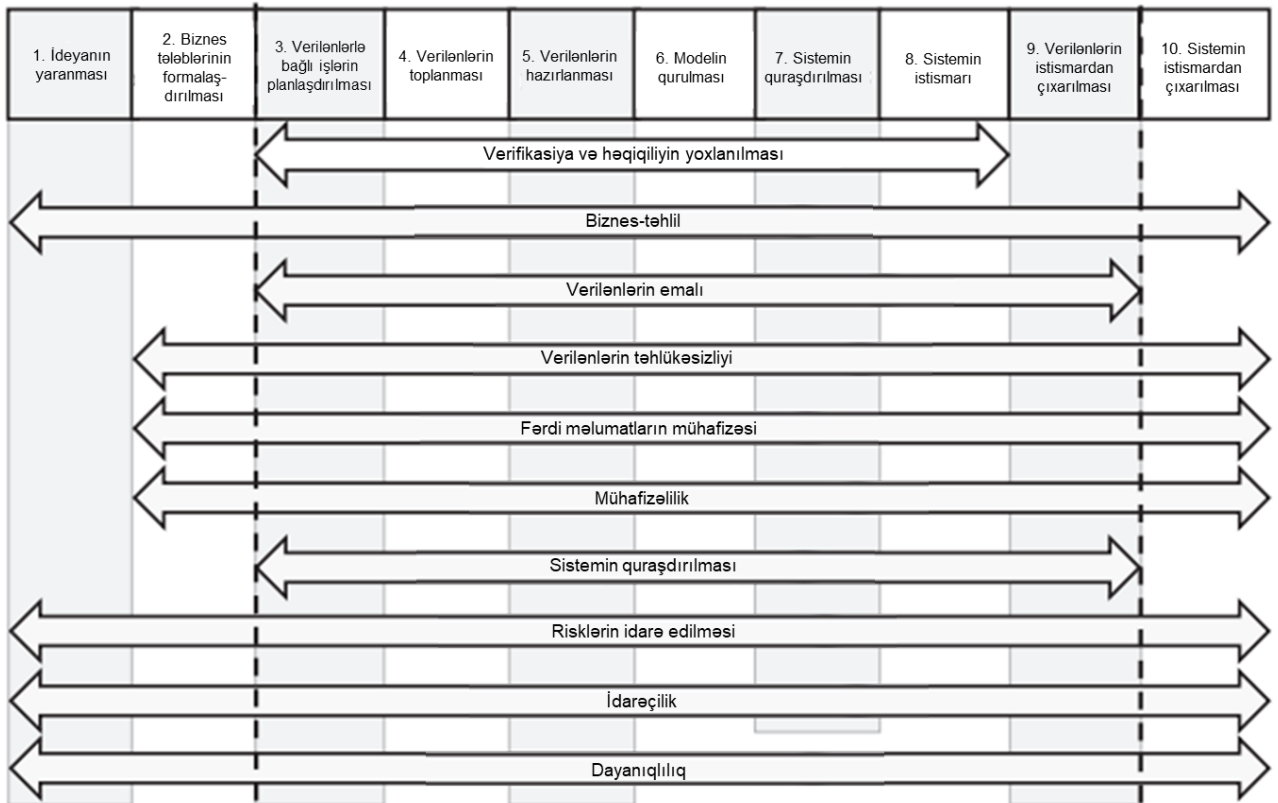 1. İdeyanın
yaranması
2. Biznes
tələblərinin
formalaş-
dırılması
3. Verilənlərlə
bağlı işlərin
planlaşdırılması
4. Verilənlərin
toplanması
5. Verilənlərin
hazırlanması
6. Modelin
qurulması
7. Sistemin
quraşdırılması
8. Sistemin
istismarı
9. Verilənlərin
istismardan
çıxarılması
10. Sistemin
istismardan
çıxarılması
Verifikasiya və həqiqiliyin yoxlanılması
Biznes-təhlil
Verilənlərin emalı
Verilənlərin təhlükəsizliyi
Fərdi məlumatların mühafizəsi
Mühafizəlilik
Sistemin quraşdırılması
Risklərin idarə edilməsi
İdarəçilik
Dayanıqlılıq